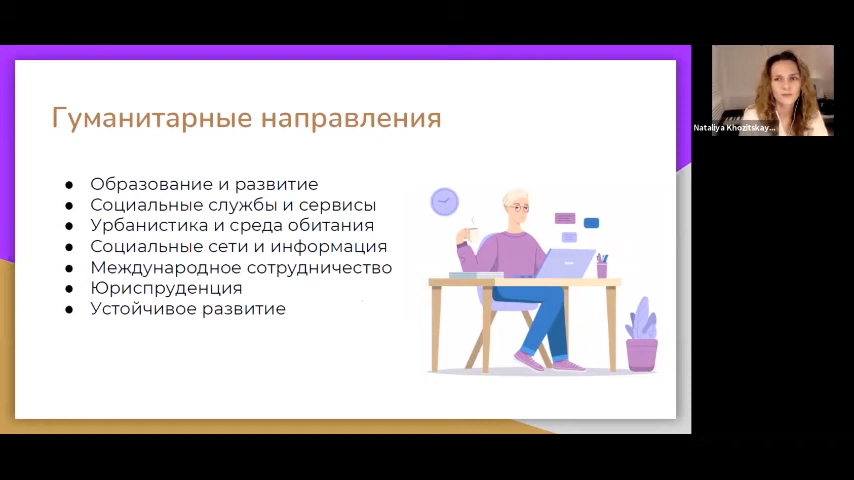 Гуманитарные направления
● Образование и развитие
● Социальные службы и сервисы
● Урбанистика и среда обитания
● Социальные сети и информация
● Международное сотрудничество
● Юриспруденция
● Устойчивое развитие
Nataliya Khozitskay...